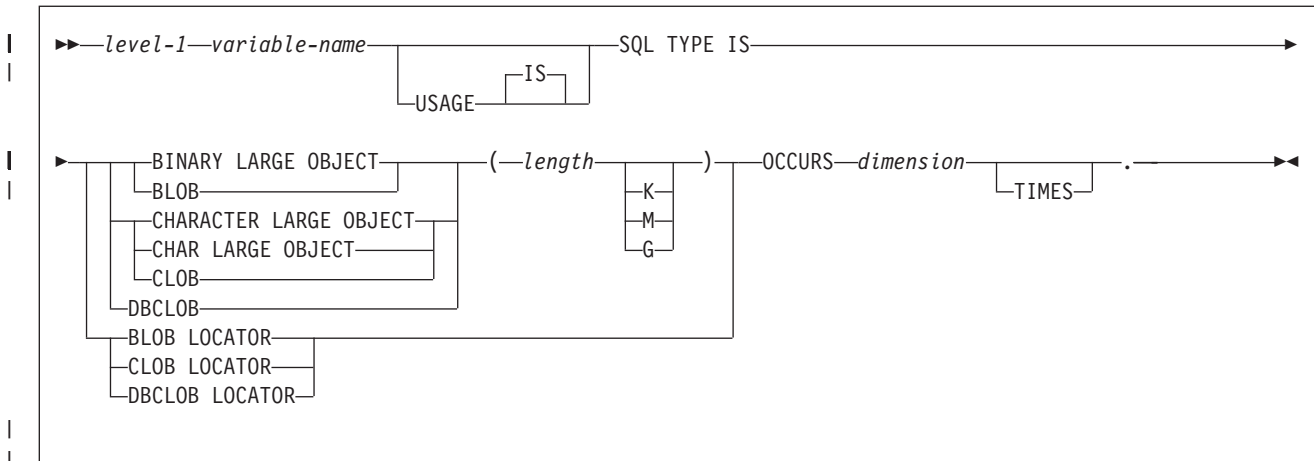 level-1 variable-name SQL TYPE IS
IS
USAGE
BINARY LARGE OBJECT ( length ) OCCURS dimension .
BLOB K TIMES
CHARACTER LARGE OBJECT M
CHAR LARGE OBJECT G
CLOB
DBCLOB
BLOB LOCATOR
CLOB LOCATOR
DBCLOB LOCATOR